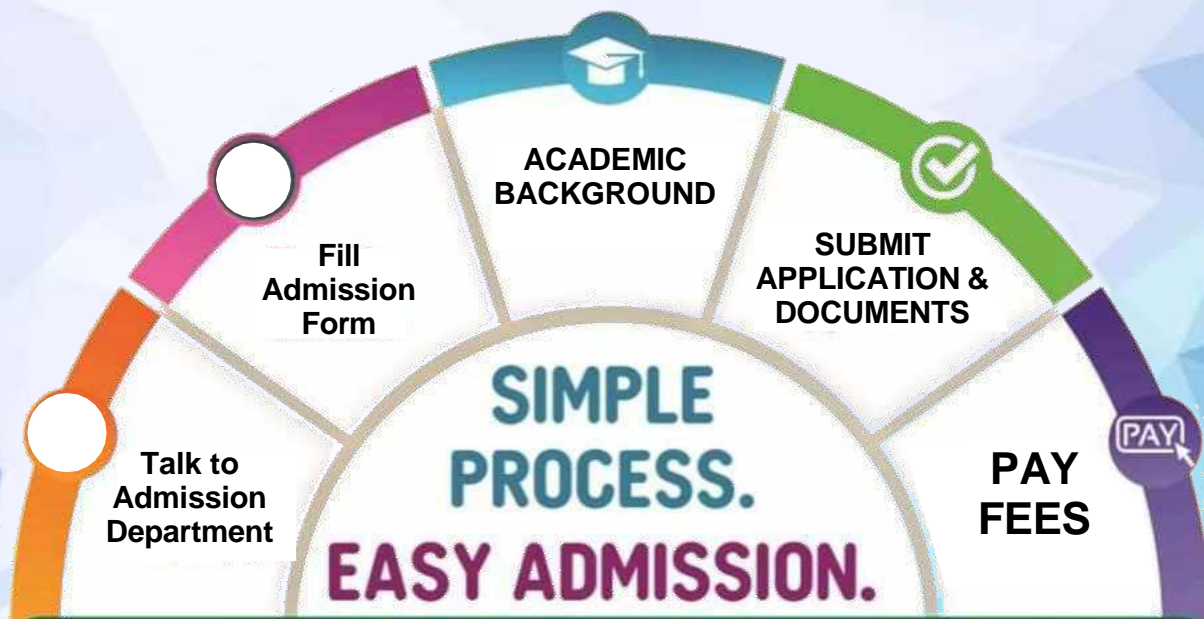 Talk to
Admission
Department
Fill
Admission
Form
ACADEMIC
BACKGROUND
SUBMIT
APPLICATION &
DOCUMENTS
PAY
PAY
FEES
SIMPLE
PROCESS.
EASY ADMISSION.